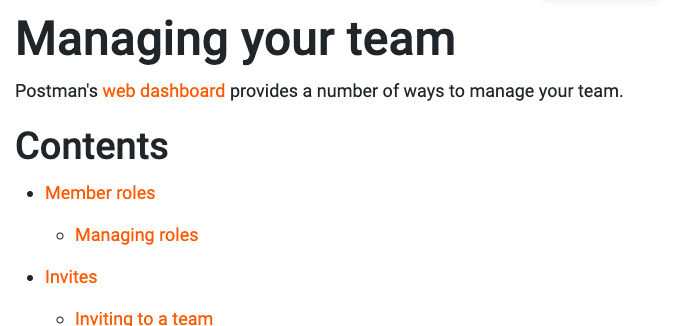 Managing your team
Postman's web dashboard provides a number of ways to manage your team.
Contents
Member roles
Managing roles
Invites
Inviting to a team